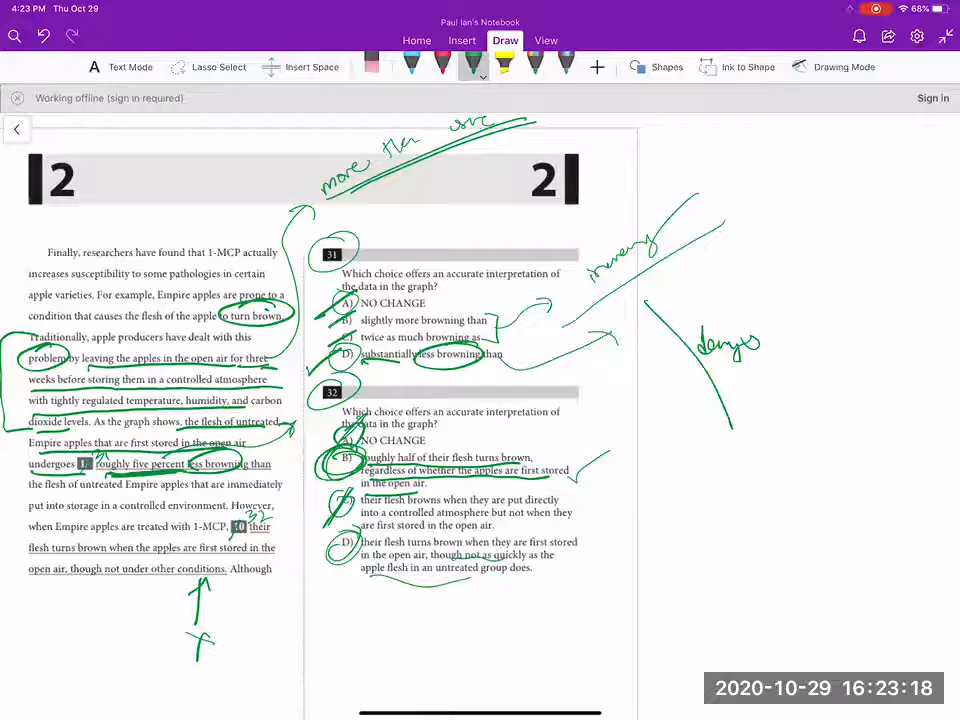 4:23 PM Thu Oct 29
68%
Paul Ian's Notebook
Home Insert Draw View
Text Mode Lasso Select Insert Space Shapes Ink to Shape Drawing Mode
Working offline (sign in required) Sign in
more than
2 2
Finally, researchers have found that 1-MCP actually
increases susceptibility to some pathologies in certain
apple varieties. For example, Empire apples are prone to a
condition that causes the flesh of the apple to turn brown.
Traditionally, apple producers have dealt with this
problem by leaving the apples in the open air for three
weeks before storing them in a controlled atmosphere
with tightly regulated temperature, humidity, and carbon
dioxide levels. As the graph shows, the flesh of untreated
Empire apples that are first stored in the open air
undergoes roughly five percent less browning than
the flesh of untreated Empire apples that are immediately
put into storage in a controlled environment. However,
32
when Empire apples are treated with 1-MCP, their
flesh turns brown when the apples are first stored in the
open air, though not under other conditions. Although
31
Which choice offers an accurate interpretation of
the data in the graph?
A) NO CHANGE
B) slightly more browning than
C) twice as much browning as
D) substantially less browning than
32
Which choice offers an accurate interpretation of
the data in the graph?
A) NO CHANGE
B) roughly half of their flesh turns brown,
regardless of whether the apples are first stored
in the open air.
C) their flesh browns when they are put directly
into a controlled atmosphere but not when they
are first stored in the open air.
D) their flesh turns brown when they are first stored
in the open air, though not as quickly as the
apple flesh in an untreated group does.
2020-10-29 16:23:18